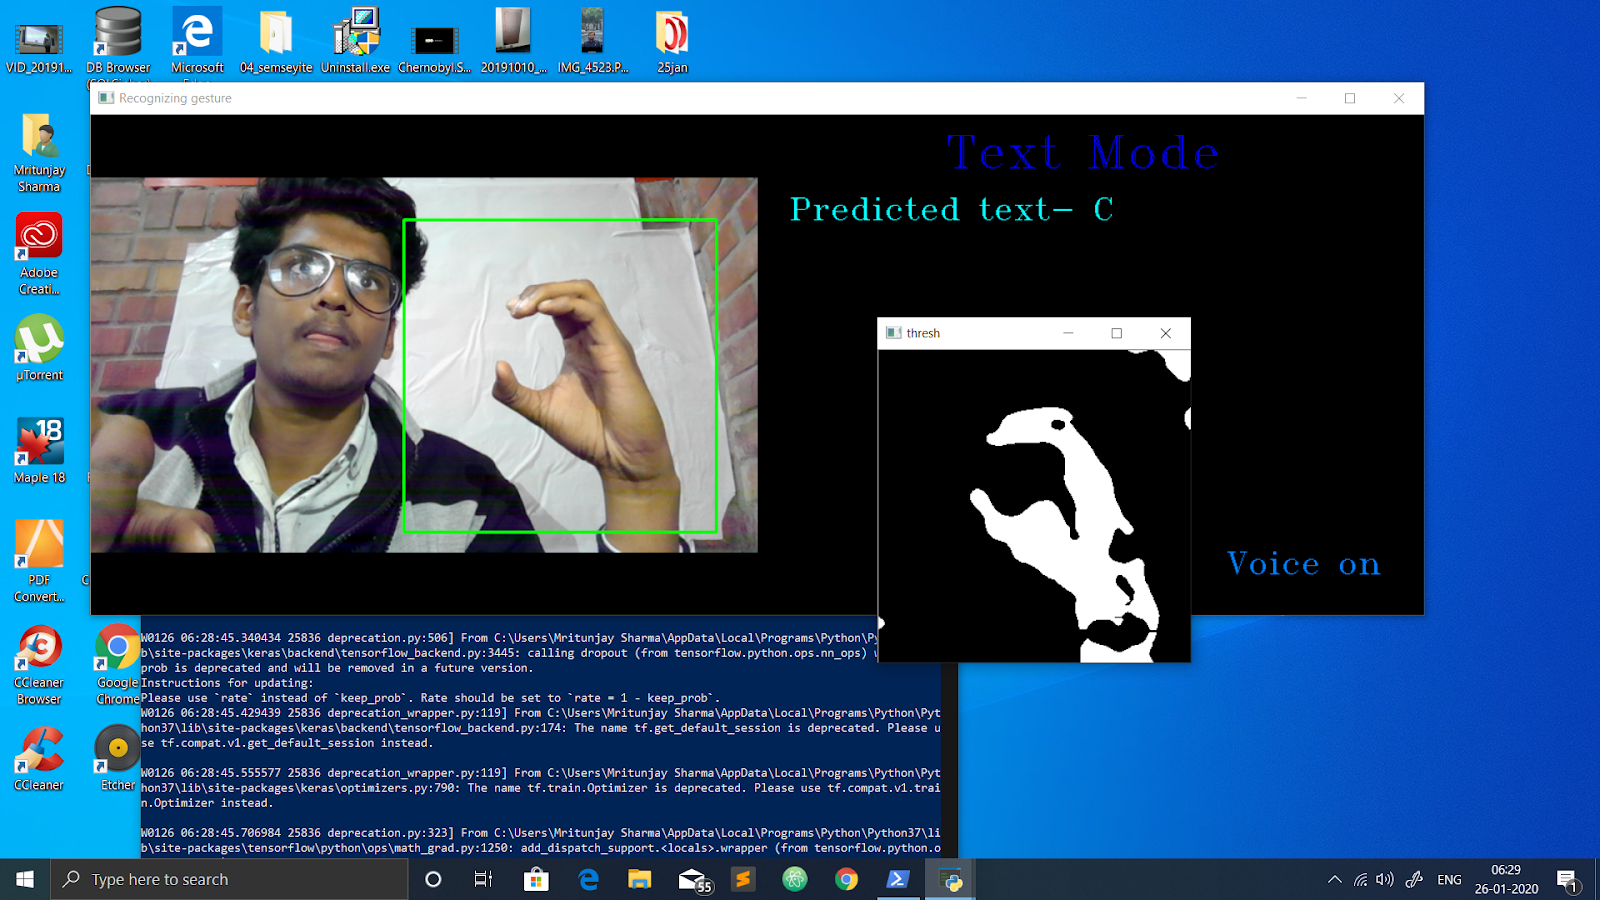 VID_20191...
DB Browser
Microsoft
04_semseyite
Uninstall.exe
Chernobyl.S...
20191010_...
IMG_4523.P...
25jan
Recognizing gesture
Text Mode
Predicted text- C
thresh
Voice on
Mritunjay
Sharma
Adobe
Creati...
µTorrent
18
Maple 18
PDF
Convert...
CCleaner
Browser
Google
Chrome
CCleaner
Etcher
W0126 06:28:45.340434 25836 deprecation.py:506] From C:\Users\Mritunjay Sharma\AppData\Local\Programs\Python\Py
b\site-packages\keras\backend\tensorflow_backend.py:3445: calling dropout (from tensorflow.python.ops.nn_ops) w
prob is deprecated and will be removed in a future version.
Instructions for updating:
Please use `rate` instead of `keep_prob`. Rate should be set to `rate = 1 - keep_prob`.
W0126 06:28:45.429439 25836 deprecation_wrapper.py:119] From C:\Users\Mritunjay Sharma\AppData\Local\Programs\Python\Pyt
hon37\lib\site-packages\keras\backend\tensorflow_backend.py:174: The name tf.get_default_session is deprecated. Please u
se tf.compat.v1.get_default_session instead.
W0126 06:28:45.555577 25836 deprecation_wrapper.py:119] From C:\Users\Mritunjay Sharma\AppData\Local\Programs\Python\Pyt
hon37\lib\site-packages\keras\optimizers.py:790: The name tf.train.Optimizer is deprecated. Please use tf.compat.v1.trai
n.Optimizer instead.
W0126 06:28:45.706984 25836 deprecation.py:323] From C:\Users\Mritunjay Sharma\AppData\Local\Programs\Python\Python37\li
b\site-packages\tensorflow\python\ops\math_grad.py:1250: add_dispatch_support.<locals>.wrapper (from tensorflow.python.o
Type here to search
55
ENG
06:29
26-01-2020
1